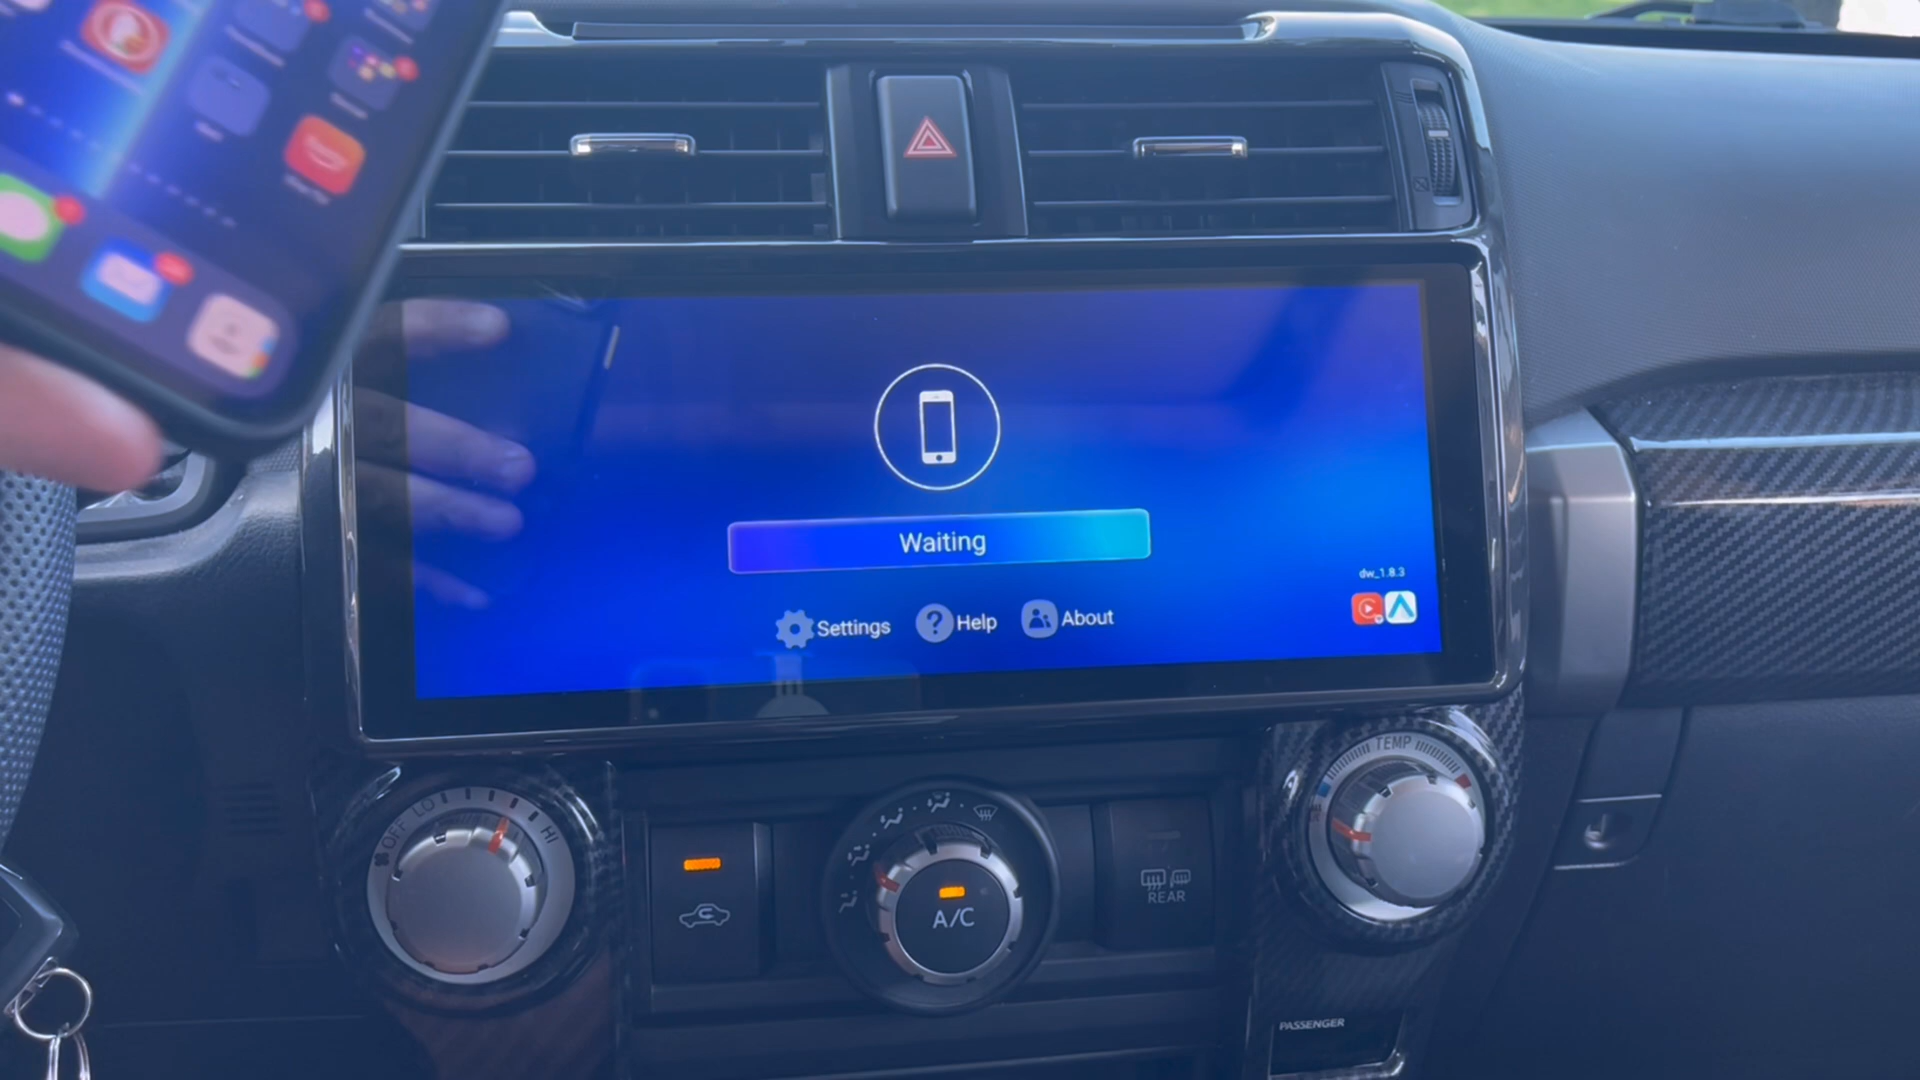 Waiting
Settings
Help
About
dw_1.8.3
OFF LO HI
A/C
REAR
TEMP
PASSENGER